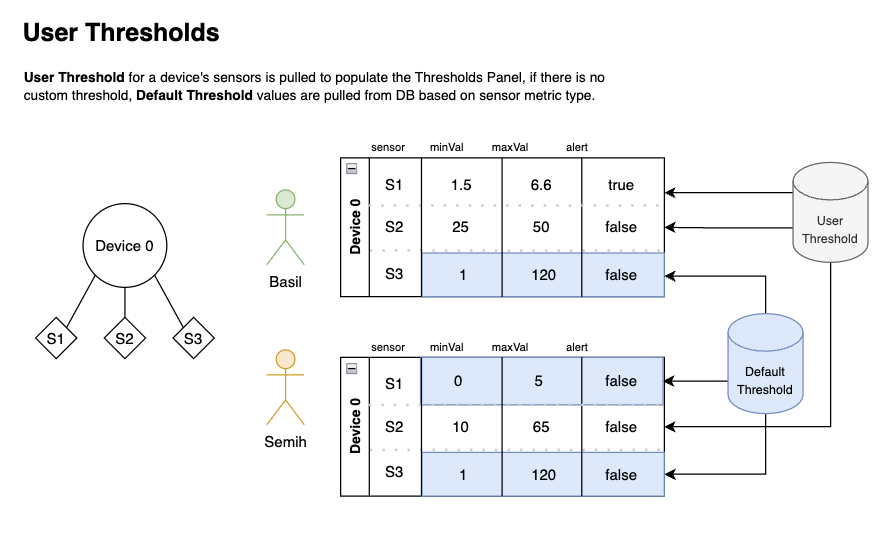 User Thresholds
User Threshold for a device's sensors is pulled to populate the Thresholds Panel, if there is no
custom threshold, Default Threshold values are pulled from DB based on sensor metric type.
Device 0
S1 S2 S3
Basil
sensor minVal maxVal alert
Device 0
S1 1.5 6.6 true
S2 25 50 false
S3 1 120 false
User
Threshold
Semih
sensor minVal maxVal alert
Device 0
S1 0 5 false
S2 10 65 false
S3 1 120 false
Default
Threshold